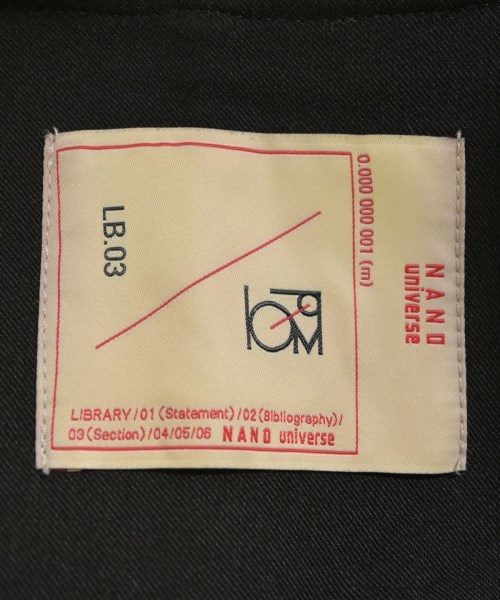 NANO
universe
0.000 000 001 (m)
LB.03
LIBRARY/01 (Statement)/02(Bibliography)/
03(Section)/04/05/06 NANO universe